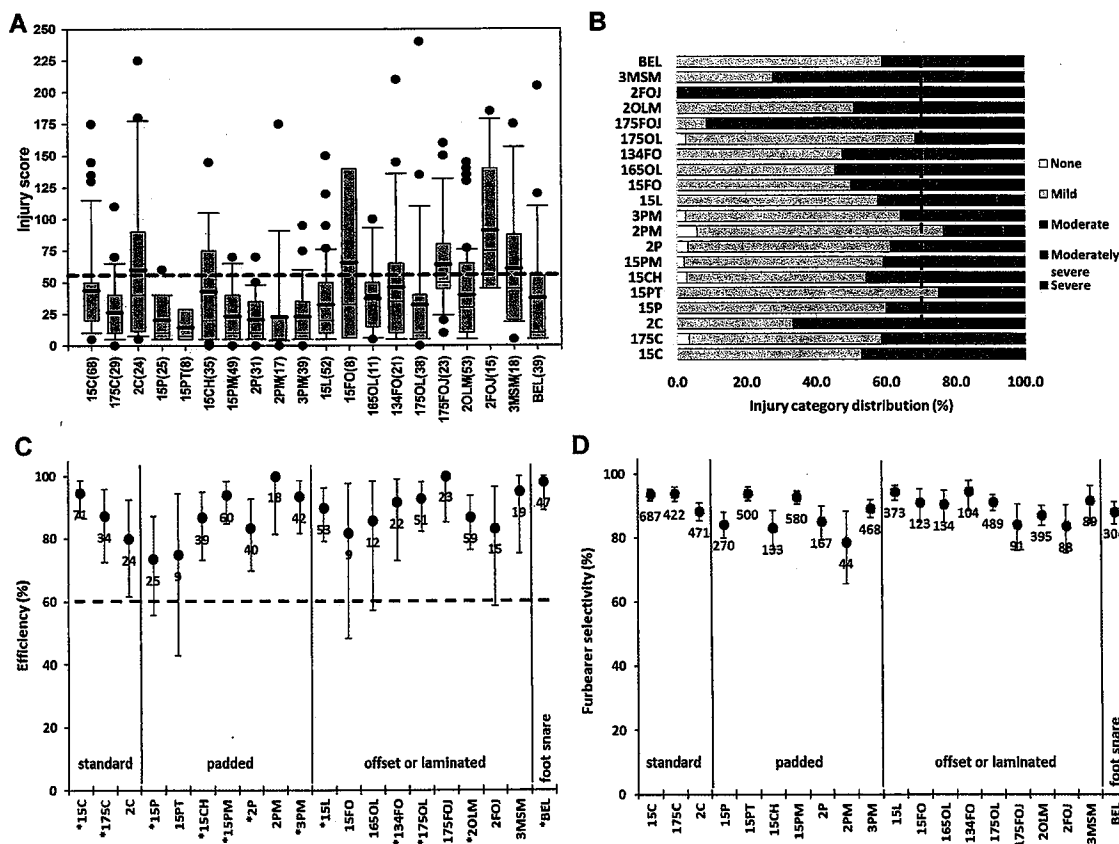 A
250
225
200
175
150
125
100
75
50
25
0
Injury score
15C(68)
175C(29)
2C(24)
15P(25)
15PT(8)
15CH(35)
15PM(49)
2P(31)
2PM(17)
3PM(39)
15L(52)
15FO(8)
165OL(11)
134FO(21)
175OL(38)
175FOJ(23)
2OLM(53)
2FOJ(15)
3MSM(18)
BEL(39)
B
BEL
3MSM
2FOJ
2OLM
175FOJ
175OL
134FO
165OL
15FO
15L
3PM
2PM
2P
15PM
15CH
15PT
15P
2C
175C
15C
0.0 20.0 40.0 60.0 80.0 100.0
Injury category distribution (%)
None
Mild
Moderate
Moderately
severe
Severe
C
100
80
60
40
20
0
Efficiency (%)
71 34 24 25 9 39 60 40 18 42 53 9 12 22 51 23 59 15 19 47
standard padded offset or laminated foot snare
*15C
*175C
2C
*15P
15PT
*15CH
*15PM
*2P
2PM
*3PM
*15L
15FO
165OL
*134FO
*175OL
175FOJ
*2OLM
2FOJ
3MSM
*BEL
D
100
80
60
40
20
0
Furbearer selectivity (%)
687 422 471 270 500 133 580 167 44 468 373 123 134 104 489 91 395 88 89 304
standard padded offset or laminated foot snare
15C
175C
2C
15P
15PT
15CH
15PM
2P
2PM
3PM
15L
15FO
165OL
134FO
175OL
175FOJ
2OLM
2FOJ
3MSM
BEL